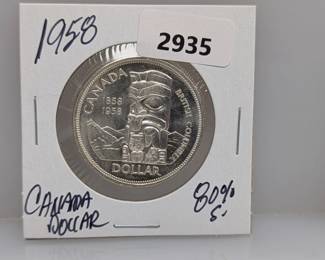 1958
2935
CANADA
BRITISH COLUMBIA
1858
1958
DOLLAR
CANADA
DOLLAR
80%
S-